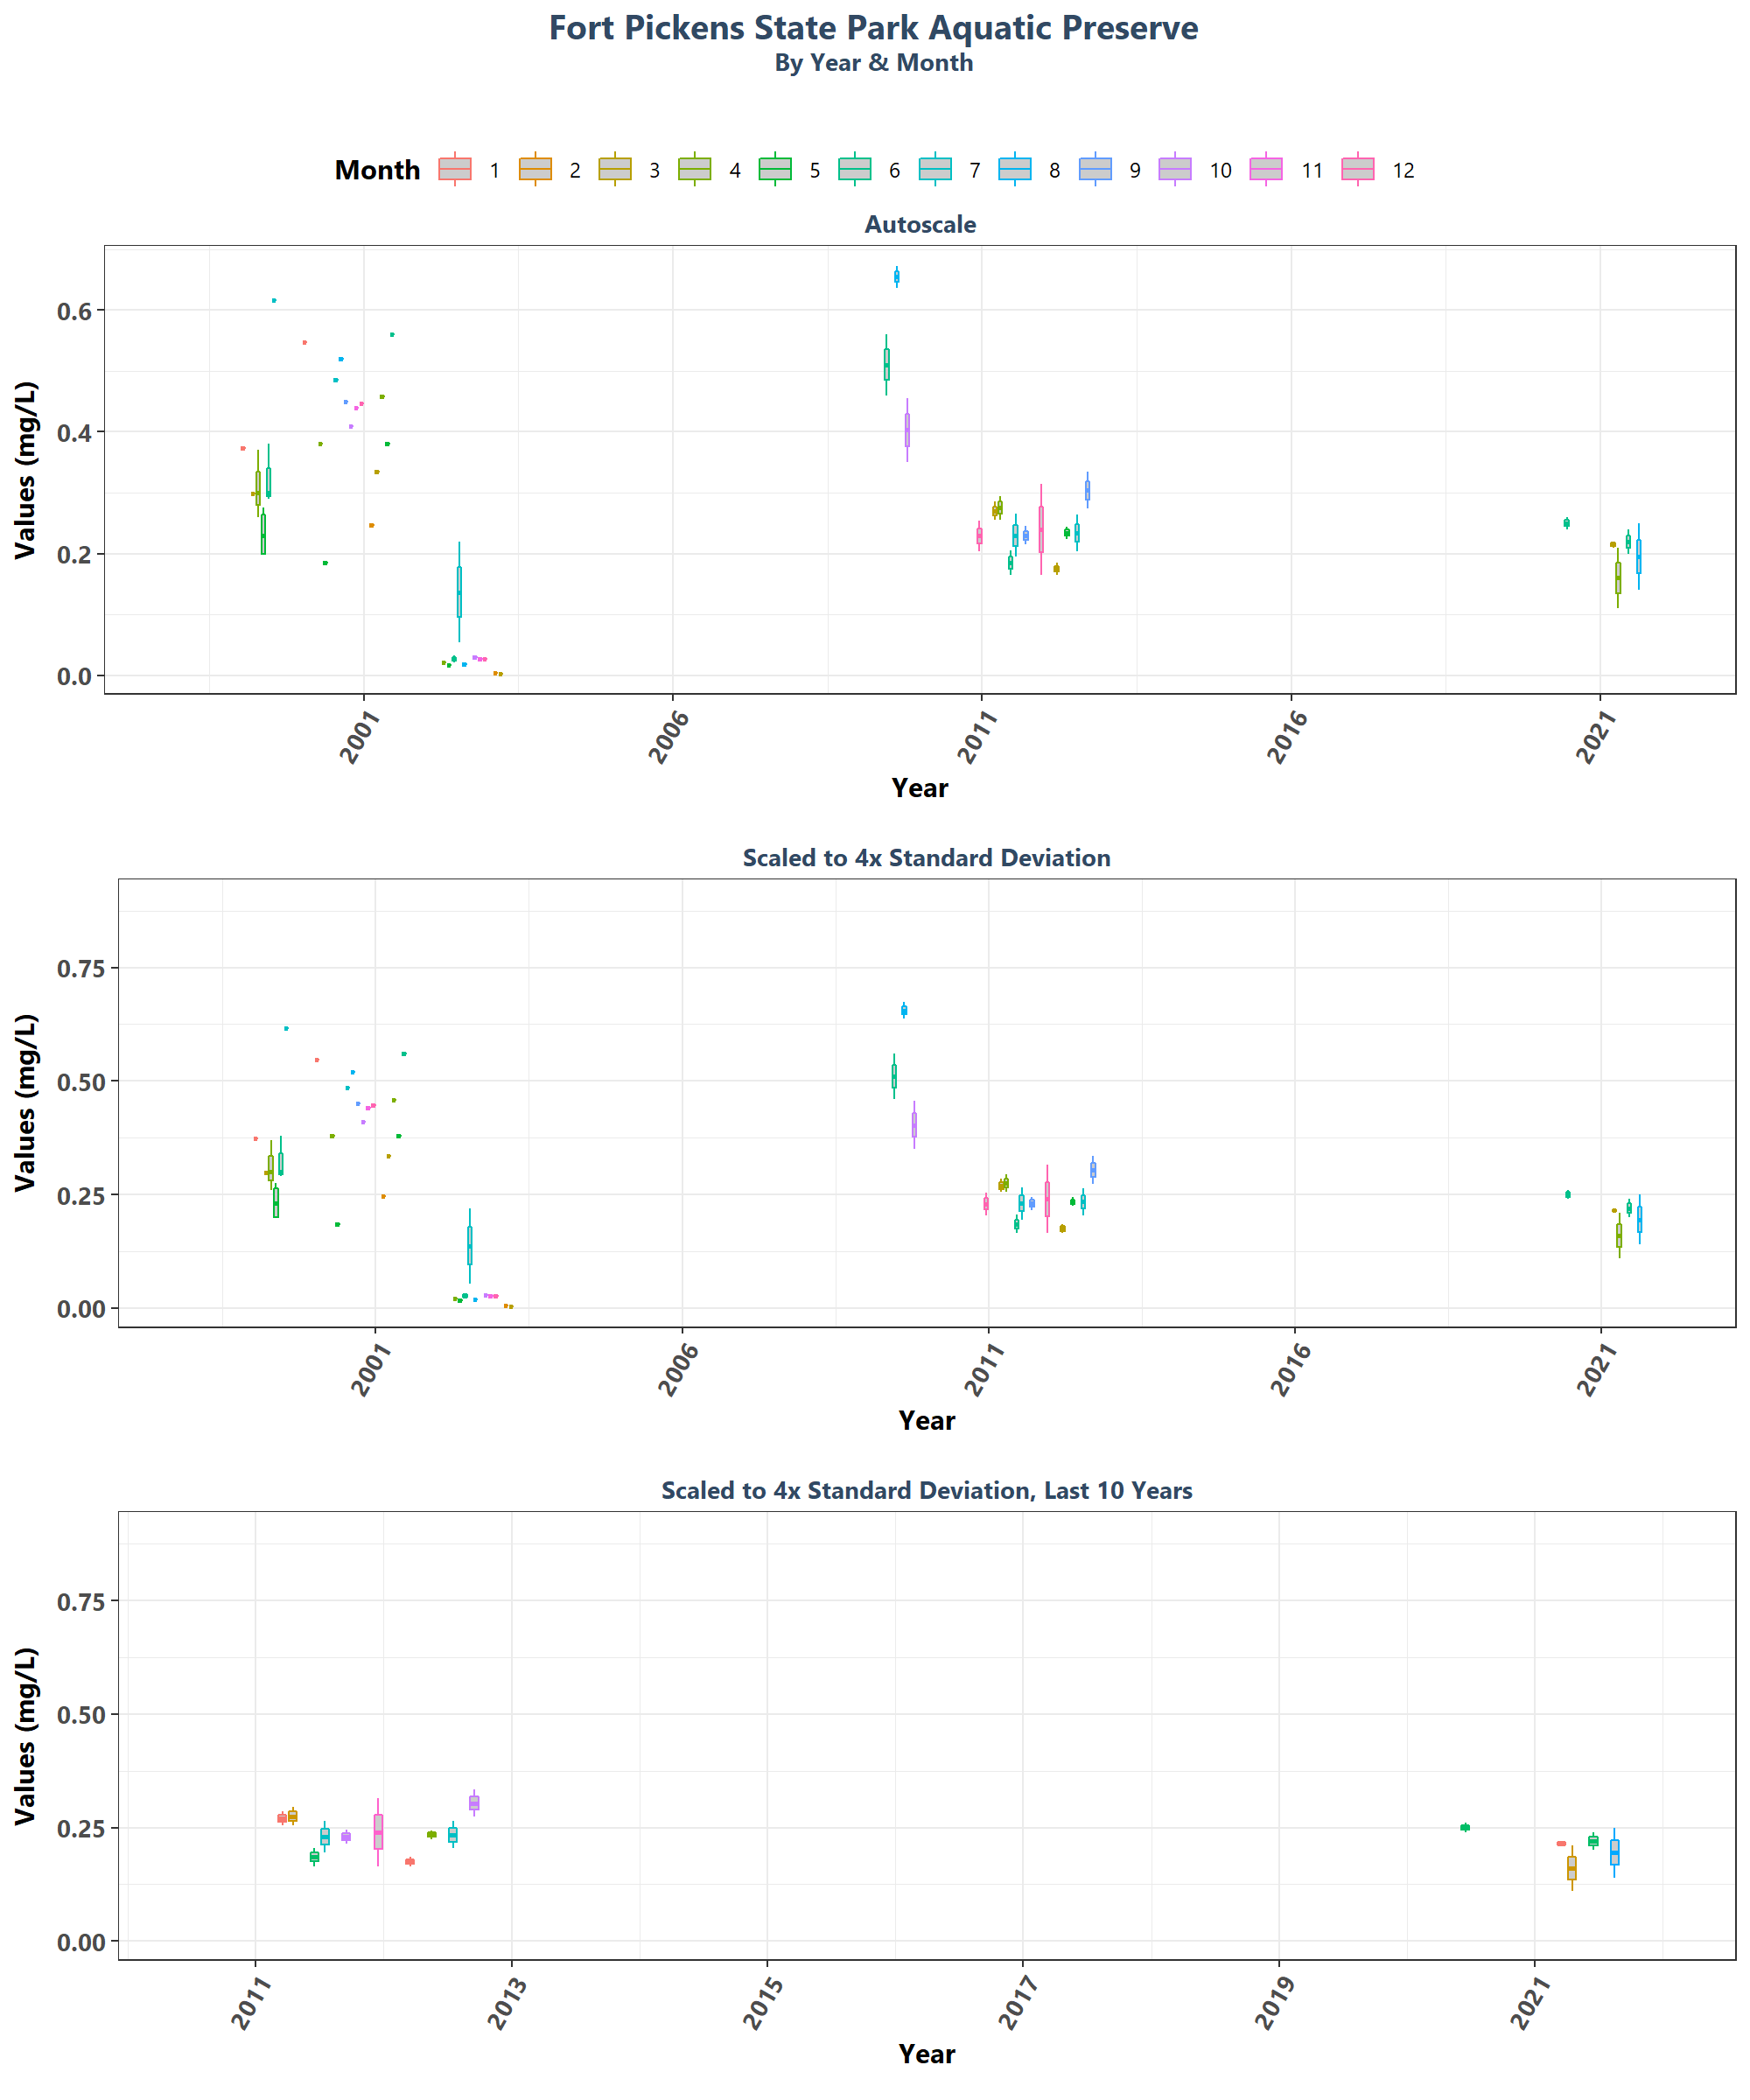 Fort Pickens State Park Aquatic Preserve
By Year & Month
Month 1 2 3 4 5 6 7 8 9 10 11 12
Autoscale
Values (mg/L)
0.6
0.4
0.2
0.0
2001 2006 2011 2016 2021
Year
Scaled to 4x Standard Deviation
Values (mg/L)
0.75
0.50
0.25
0.00
2001 2006 2011 2016 2021
Year
Scaled to 4x Standard Deviation, Last 10 Years
Values (mg/L)
0.75
0.50
0.25
0.00
2011 2013 2015 2017 2019 2021
Year